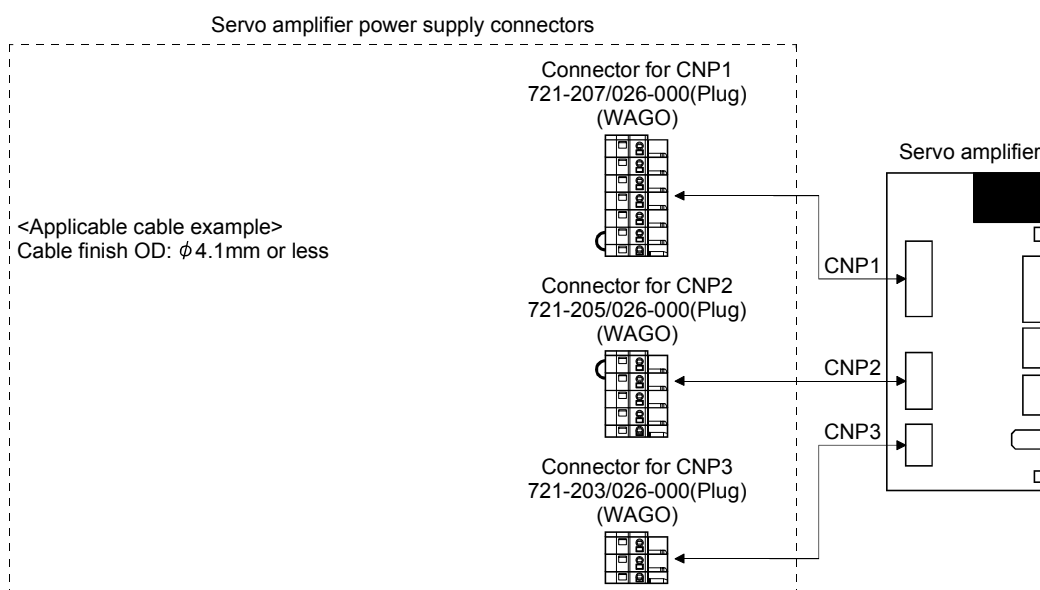 Servo amplifier power supply connectors
Connector for CNP1
721-207/026-000(Plug)
(WAGO)
Servo amplifier
<Applicable cable example>
Cable finish OD: φ4.1mm or less
CNP1
Connector for CNP2
721-205/026-000(Plug)
(WAGO)
CNP2
CNP3
Connector for CNP3
721-203/026-000(Plug)
(WAGO)